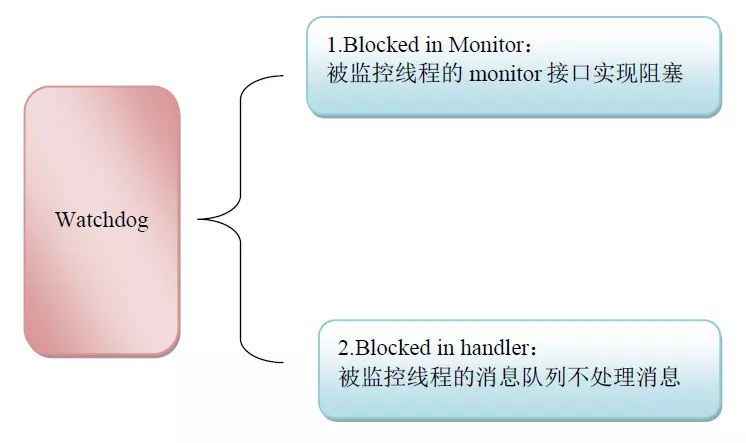 Watchdog
1.Blocked in Monitor：
被监控线程的 monitor 接口实现阻塞
2.Blocked in handler：
被监控线程的消息队列不处理消息